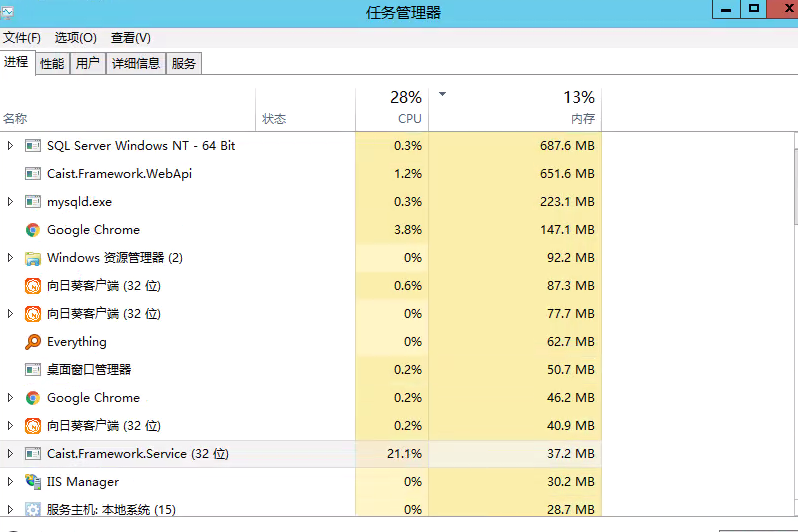 任务管理器
文件(F) 选项(O) 查看(V)
进程 性能 用户 详细信息 服务
28% 13%
名称 状态 CPU 内存
SQL Server Windows NT - 64 Bit 0.3% 687.6 MB
Caist.Framework.WebApi 1.2% 651.6 MB
mysqld.exe 0.3% 223.1 MB
Google Chrome 3.8% 147.1 MB
Windows 资源管理器 (2) 0% 92.2 MB
向日葵客户端 (32 位) 0.6% 87.3 MB
向日葵客户端 (32 位) 0% 77.7 MB
Everything 0% 62.7 MB
桌面窗口管理器 0.2% 50.7 MB
Google Chrome 0.2% 46.2 MB
向日葵客户端 (32 位) 0.2% 40.9 MB
Caist.Framework.Service (32 位) 21.1% 37.2 MB
IIS Manager 0% 30.2 MB
服务主机: 本地系统 (15) 0% 28.7 MB